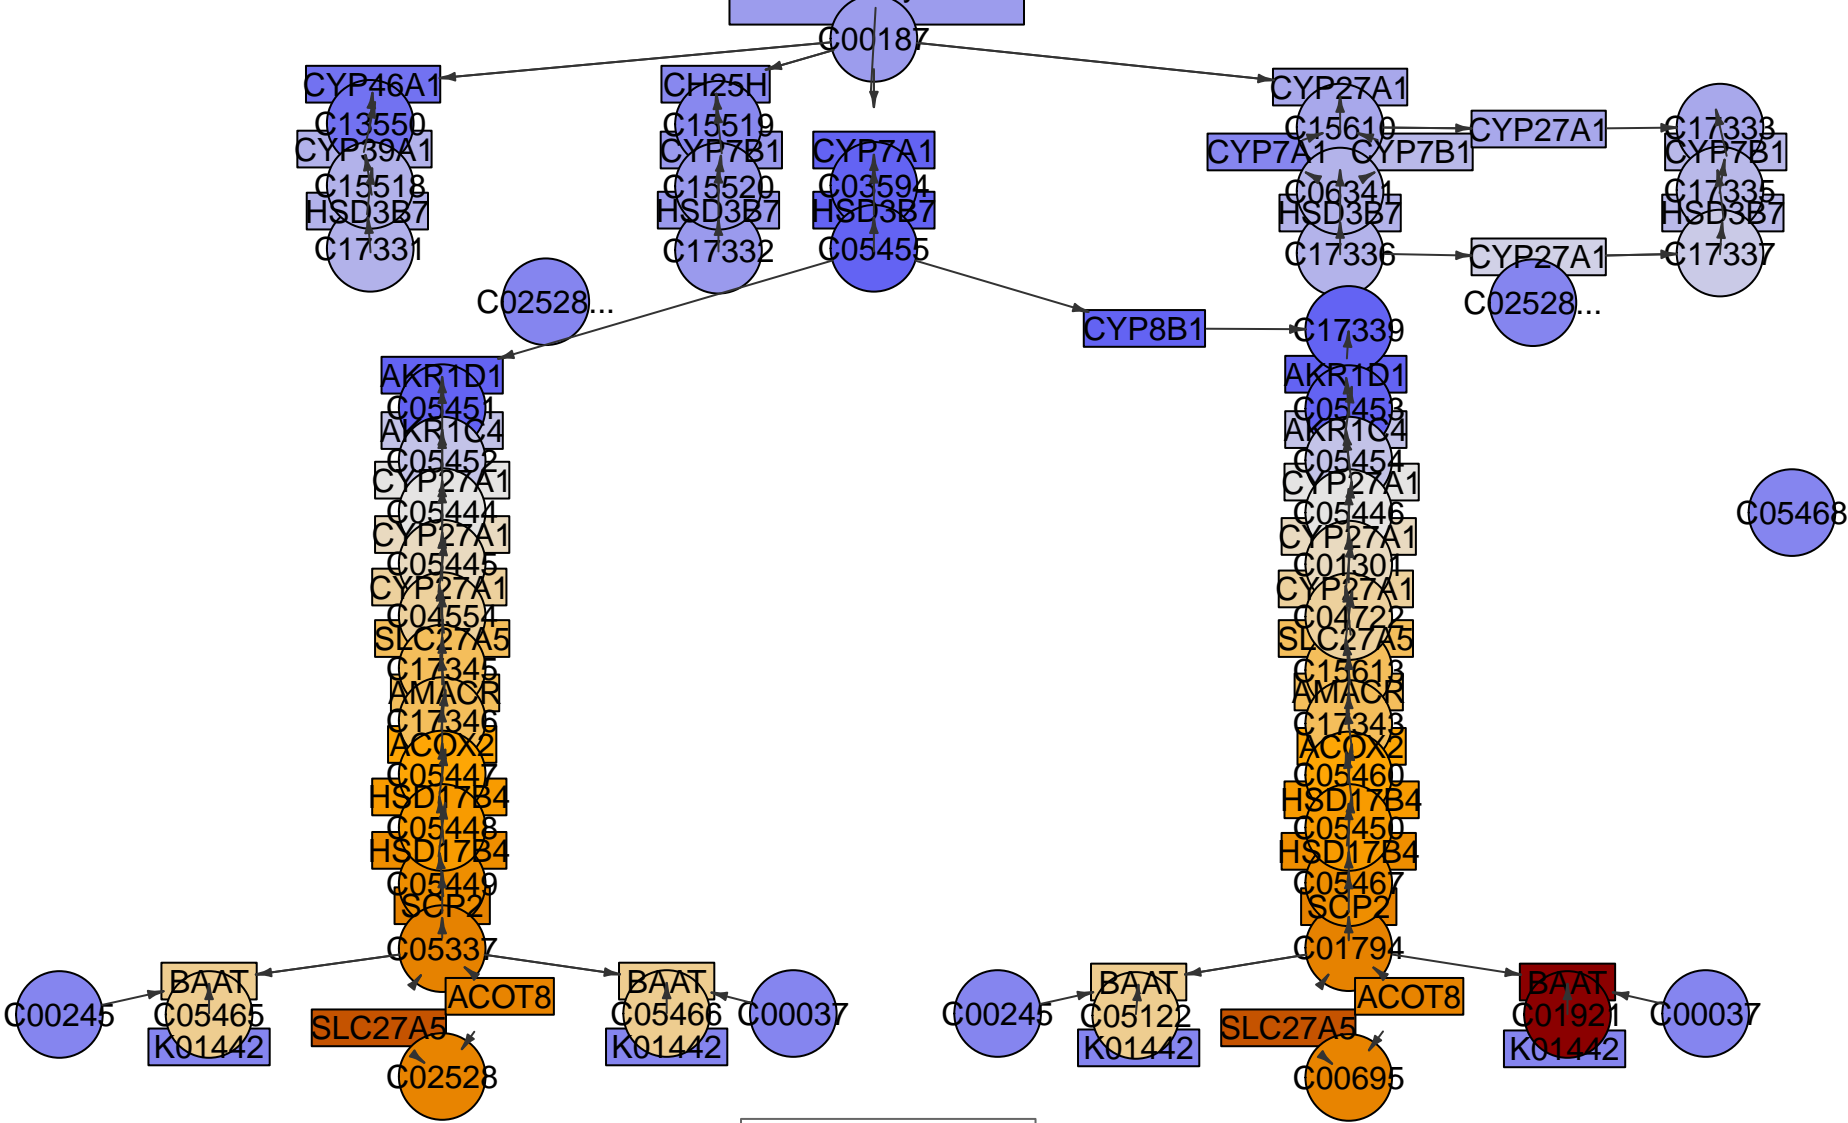 C00187
CYP46A1
CH25H
CYP27A1
C13550
C15519
C15610
CYP27A1
C17333
CYP39A1
CYP7B1
CYP7A1
CYP7A1
CYP7B1
CYP7B1
C15518
C15520
C03594
C06341
C17335
HSD3B7
HSD3B7
HSD3B7
HSD3B7
HSD3B7
C17331
C17332
C05455
C17336
CYP27A1
C17337
C02528...
C02528...
CYP8B1
C17339
AKR1D1
AKR1D1
C05451
C05453
AKR1C4
AKR1C4
C05452
C05454
CYP27A1
CYP27A1
C05444
C05446
C05468
CYP27A1
CYP27A1
C05445
C01301
CYP27A1
CYP27A1
C04554
C04722
SLC27A5
SLC27A5
C17345
C15613
AMACR
AMACR
C17346
C17343
ACOX2
ACOX2
C05447
C05460
HSD17B4
HSD17B4
C05448
C05450
HSD17B4
HSD17B4
C05449
C05467
SCP2
SCP2
C05337
C01794
BAAT
BAAT
BAAT
BAAT
ACOT8
ACOT8
C00245
C05465
C05466
C00037
C00245
C05122
C01921
C00037
SLC27A5
SLC27A5
K01442
K01442
K01442
K01442
C02528
C00695